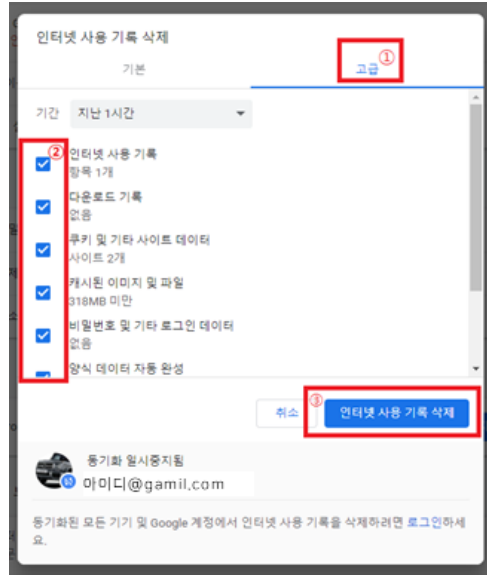 인터넷 사용 기록 삭제
기본
고급
①
기간
지난 1시간
②
인터넷 사용 기록
항목 1개
다운로드 기록
없음
쿠키 및 기타 사이트 데이터
사이트 2개
캐시된 이미지 및 파일
318MB 미만
비밀번호 및 기타 로그인 데이터
없음
양식 데이터 자동 완성
취소
③
인터넷 사용 기록 삭제
동기화 일시중지됨
아미디@gamil.com
동기화된 모든 기기 및 Google 계정에서 인터넷 사용 기록을 삭제하려면 로그인하세
요.